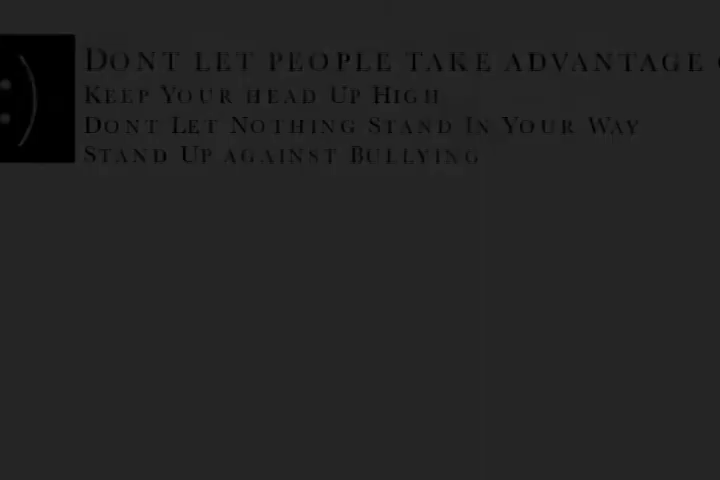 :)
DONT LET PEOPLE TAKE ADVANTAGE
KEEP YOUR HEAD UP HIGH
DONT LET NOTHING STAND IN YOUR WAY
STAND UP AGAINST BULLYING